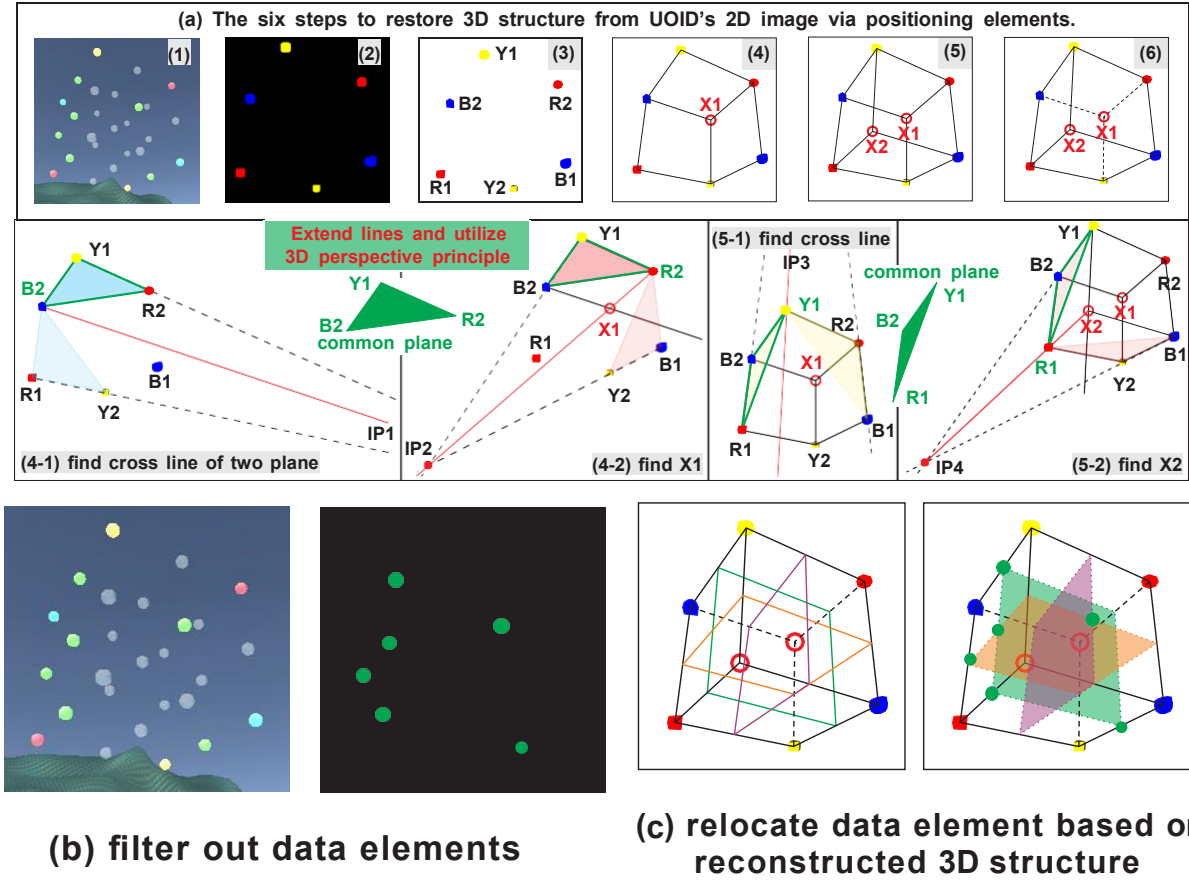 (a) The six steps to restore 3D structure from UOID's 2D image via positioning elements.
(1)
(2)
(3)
Y1
B2
R2
R1
Y2
B1
(4)
X1
(5)
X1
X2
(6)
X1
X2
Y1
B2
R2
R1
B1
Y2
IP1
(4-1) find cross line of two plane
Extend lines and utilize
3D perspective principle
Y1
B2
R2
common plane
Y1
R2
B2
X1
R1
B1
Y2
IP2
(4-2) find X1
(5-1) find cross line
IP3
Y1
R2
B2
X1
R1
B1
Y2
common plane
Y1
B2
R1
Y1
B2
R2
X1
X2
R1
B1
Y2
IP4
(5-2) find X2
(b) filter out data elements
(c) relocate data element based on
reconstructed 3D structure